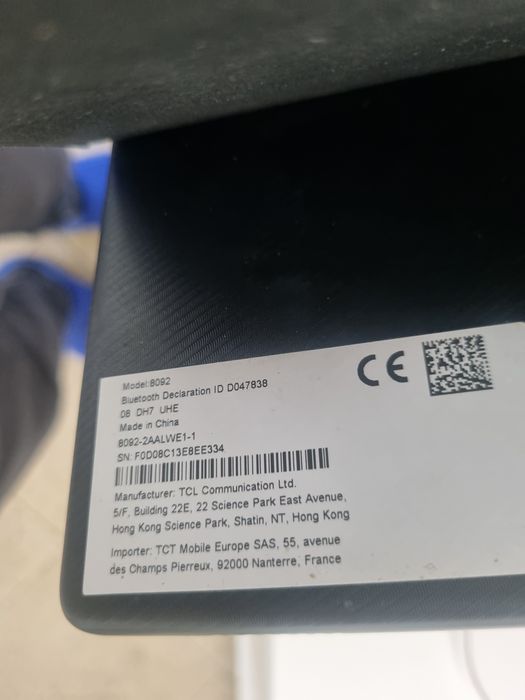 CE
Model:8092
Bluetooth Declaration ID D047838
08 DH7 UHE
Made in China
8092-2AALWE1-1
SN: F0D08C13E8EE334
Manufacturer: TCL Communication Ltd.
5/F, Building 22E, 22 Science Park East Avenue,
Hong Kong Science Park, Shatin, NT, Hong Kong
Importer: TCT Mobile Europe SAS, 55, avenue
des Champs Pierreux, 92000 Nanterre, France